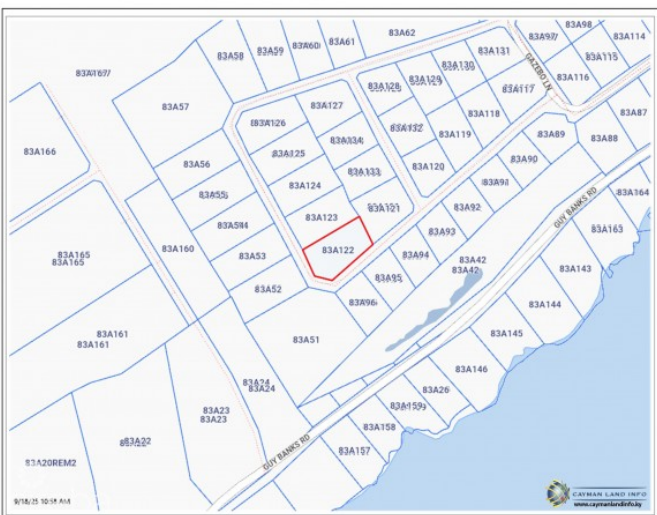 83A98
83A97
83A114
83A62
83A61
83A60
83A59
83A58
83A131
83A115
83A130
83A129
83A116
83A167
GAZEBO LN
83A128
83A117
83A57
83A127
83A118
83A87
83A126
83A132
83A119
83A89
83A88
83A134
83A166
83A125
83A90
83A56
83A133
83A120
83A124
83A91
83A164
83A55
83A92
GUY BANKS RD
83A123
83A54
83A93
83A163
83A160
83A122
83A165
83A165
83A53
83A94
83A42
83A42
83A143
83A95
83A52
83A96
83A144
83A161
83A161
83A51
83A145
83A146
83A24
83A24
83A26
83A23
83A23
83A159
83A158
83A22
GUY BANKS RD
83A157
83A20REM2
CAYMAN LAND INFO
www.caymanlandinfo.ky